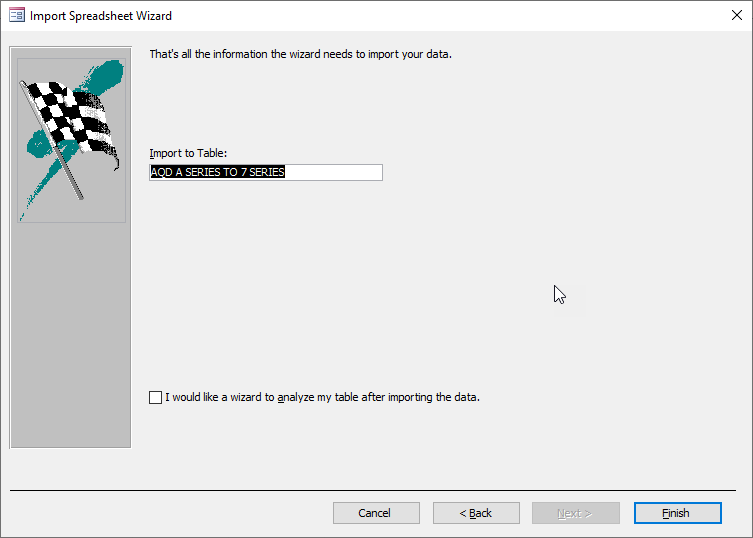 Import Spreadsheet Wizard
That's all the information the wizard needs to import your data.
Import to Table:
AQD A SERIES TO 7 SERIES
I would like a wizard to analyze my table after importing the data.
Cancel
< Back
Next >
Finish